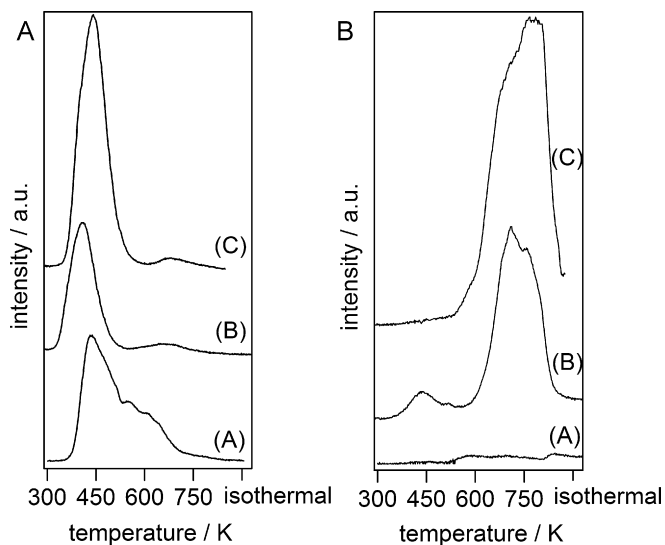 A
intensity / a.u.
(C)
(B)
(A)
300 450 600 750 isothermal
temperature / K
B
intensity / a.u.
(C)
(B)
(A)
300 450 600 750 isothermal
temperature / K